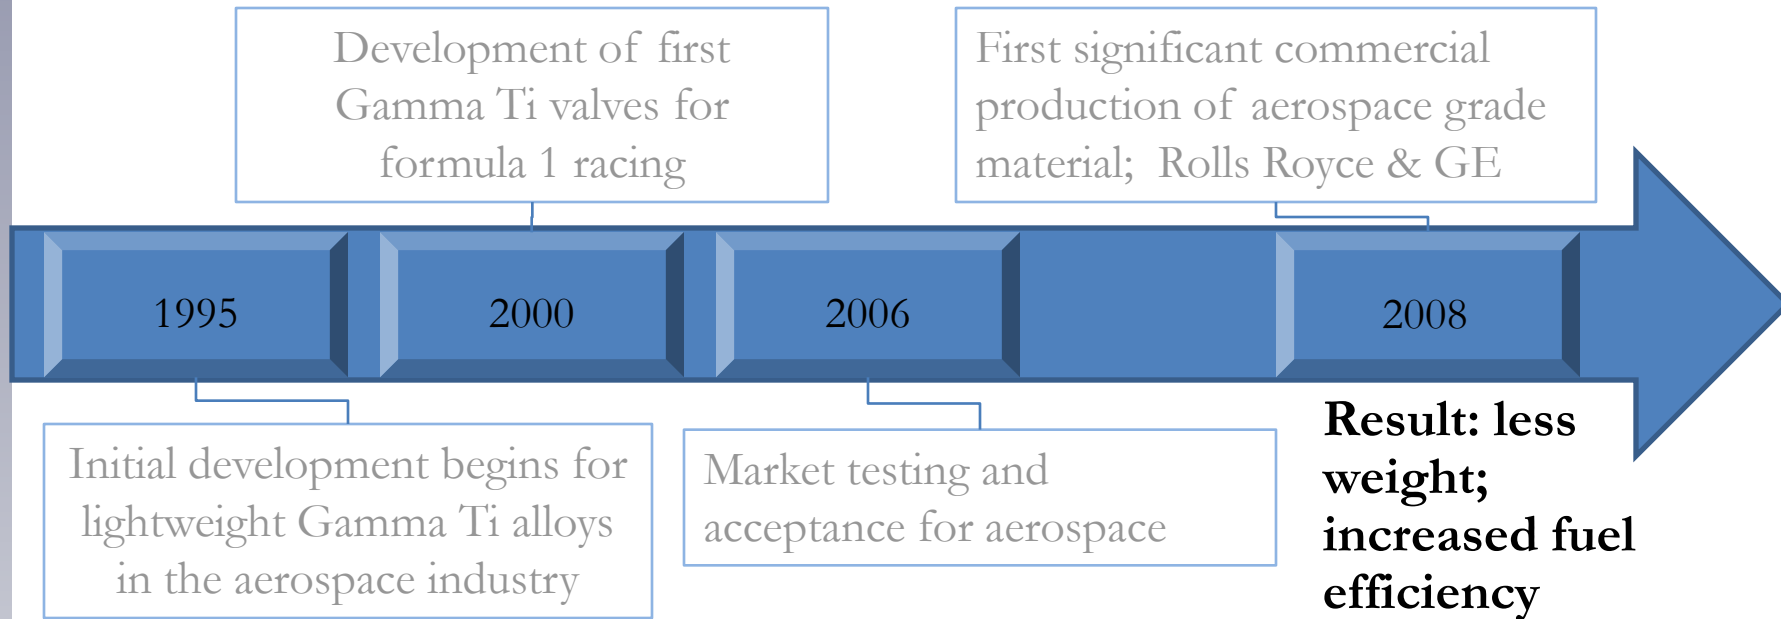 Development of first
Gamma Ti valves for
formula 1 racing
First significant commercial
production of aerospace grade
material; Rolls Royce & GE
1995
2000
2006
2008
Initial development begins for
lightweight Gamma Ti alloys
in the aerospace industry
Market testing and
acceptance for aerospace
Result: less
weight;
increased fuel
efficiency